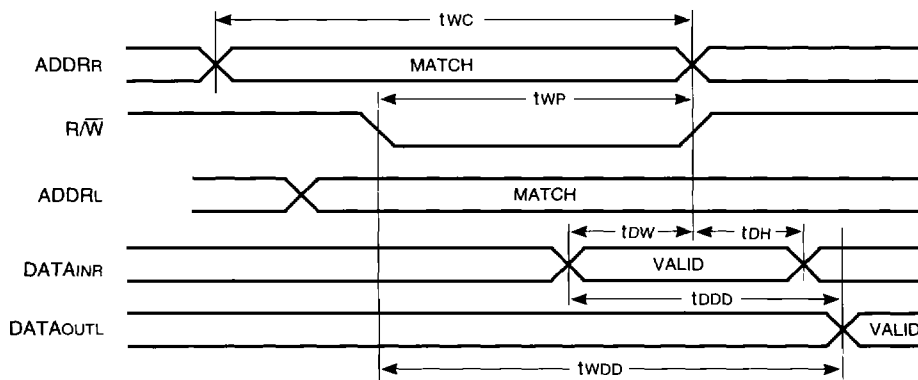 tWC
ADDRR
MATCH
tWP
R/W̅
ADDRL
MATCH
tDW
tDH
DATAINR
VALID
tDDD
DATAOUTL
VALID
tWDD